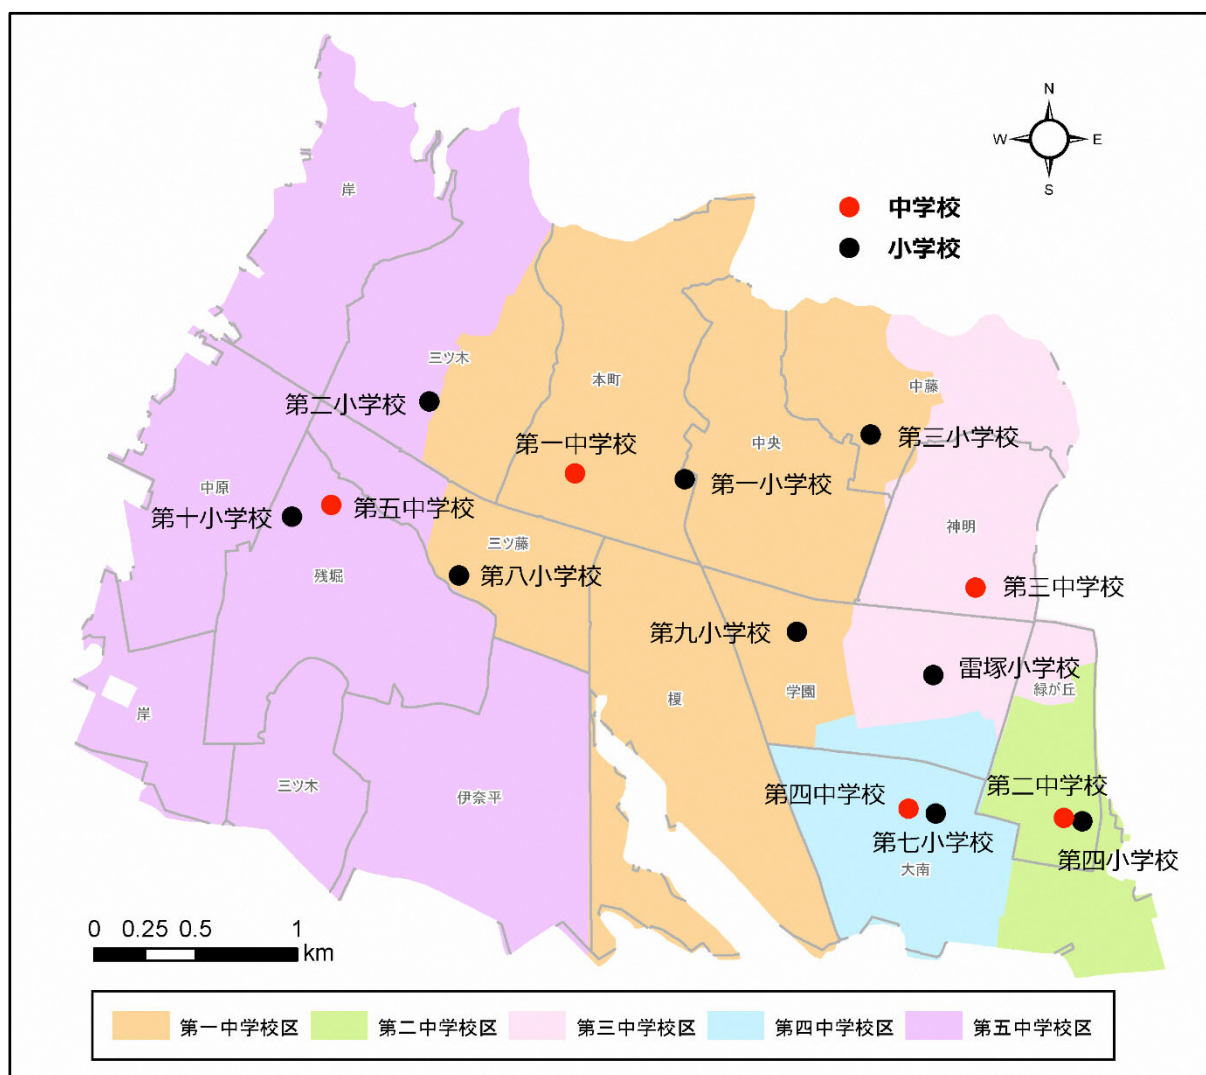 N
W
E
S
中学校
小学校
岸
三ツ木
本町
中藤
第二小学校
第一中学校
中央
第三小学校
中原
第一小学校
第十小学校
第五中学校
神明
三ツ藤
残堀
第八小学校
第三中学校
第九小学校
雷塚小学校
学園
緑が丘
榎
岸
三ツ木
伊奈平
第四中学校
第二中学校
第七小学校
第四小学校
大南
0 0.25 0.5 1
km
第一中学校区 第二中学校区 第三中学校区 第四中学校区 第五中学校区